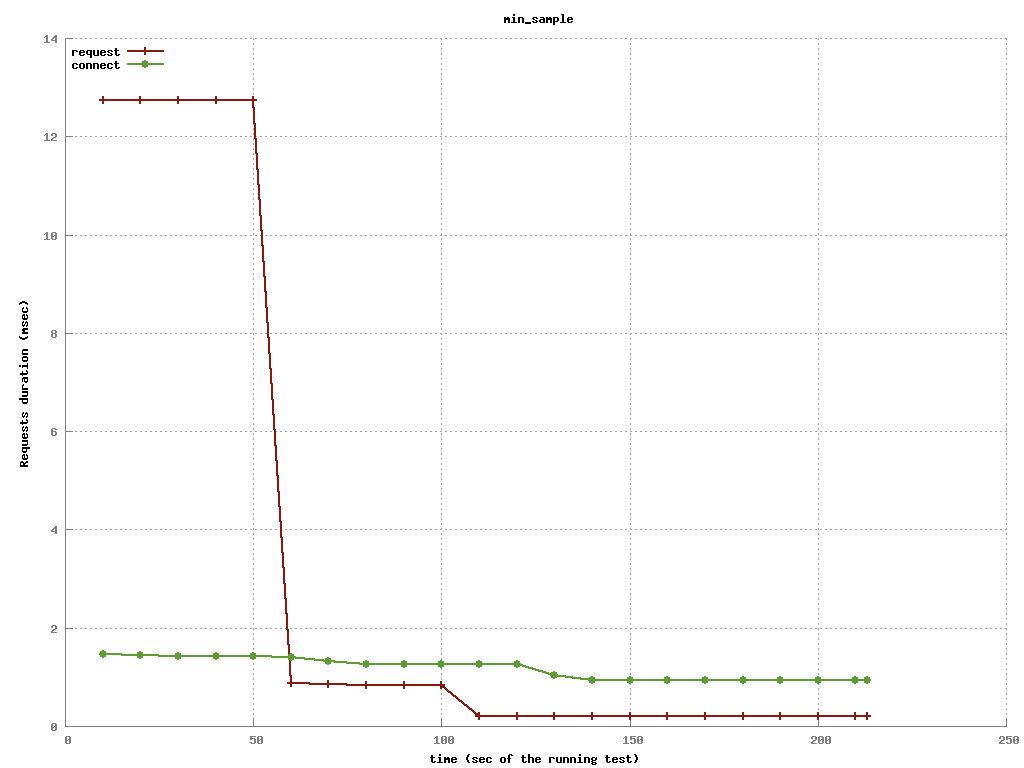 min_sample
14
request
connect
12
10
8
6
4
2
0
Requests duration (msec)
0 50 100 150 200 250
time (sec of the running test)